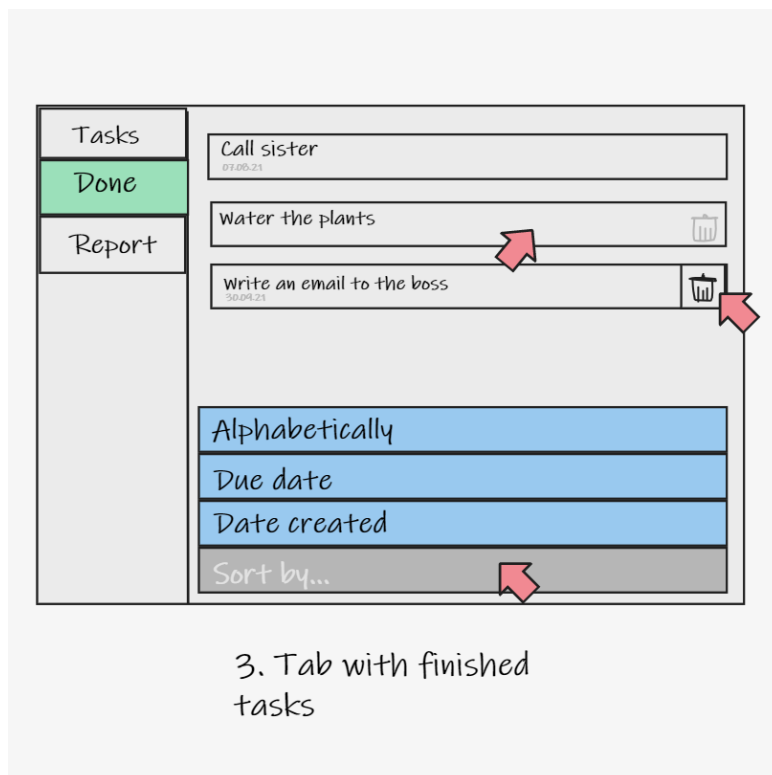 Tasks
Done
Report
Call sister
07.08.21
Water the plants
Write an email to the boss
30.09.21
Alphabetically
Due date
Date created
Sort by...
3. Tab with finished
tasks